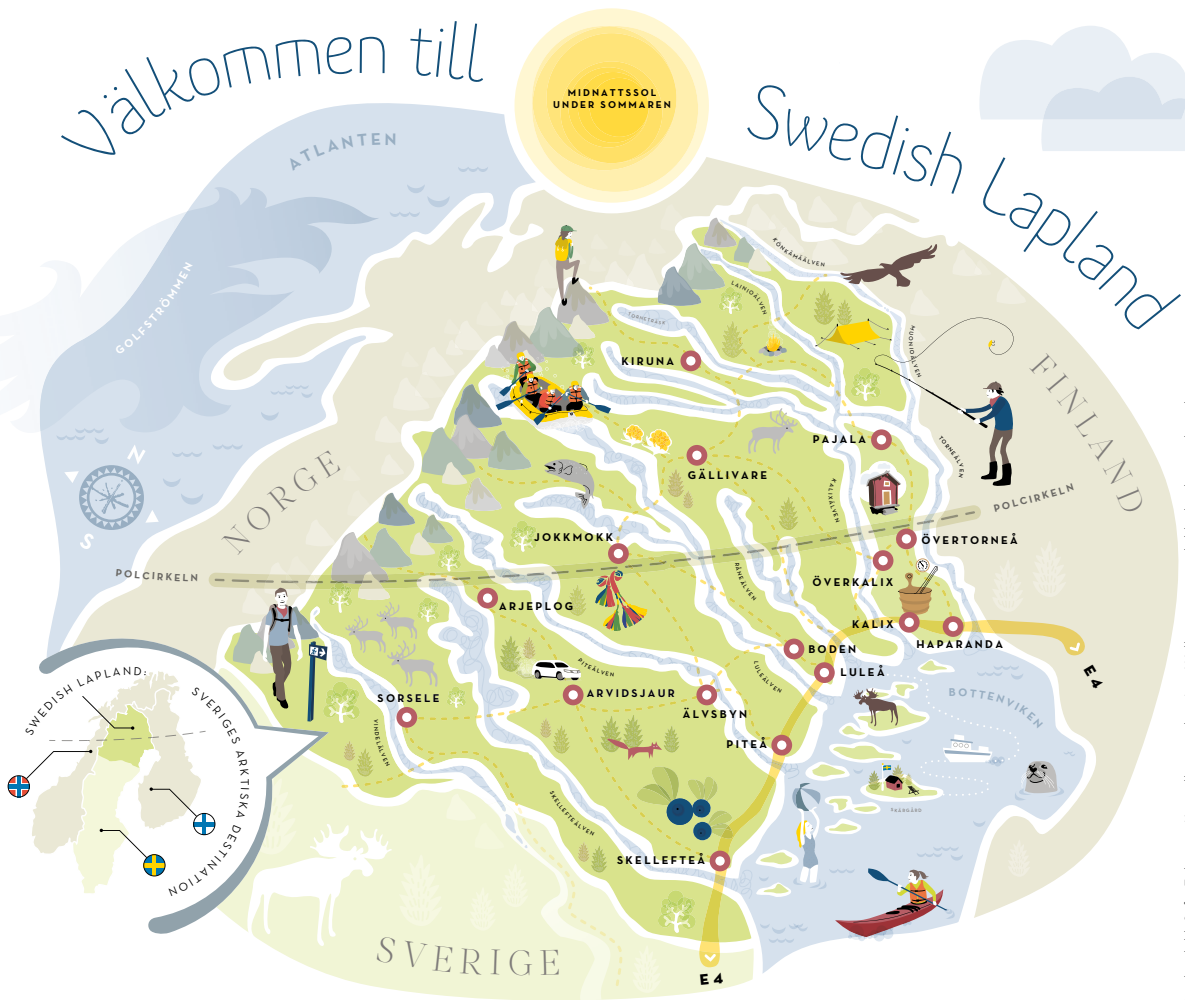 Välkommen till
Swedish Lapland
MIDNATTSSOL
UNDER SOMMAREN
ATLANTEN
GOLFSTRÖMMEN
N
S
NORGE
FINLAND
KÖNKÄMÄÄLVEN
LAINIOÄLVEN
TORNETRÄSK
MUONIOÄLVEN
KIRUNA
PAJALA
TORNEÄLVEN
GÄLLIVARE
KALIXÄLVEN
POLCIRKELN
JOKKMOKK
ÖVERTORNEÅ
POLCIRKELN
RÅNEÄLVEN
ÖVERKALIX
ARJEPLOG
KALIX
HAPARANDA
BODEN
LULEÅ
E4
PITEÄLVEN
LULEÄLVEN
SORSELE
ARVIDSJAUR
ÄLVSBYN
BOTTENVIKEN
VINDELÄLVEN
PITEÅ
SKELLEFTEÄLVEN
SKÄRGÅRD
SKELLEFTEÅ
SWEDISH LAPLAND:
SVERIGES ARKTISKA DESTINATION
SVERIGE
E4